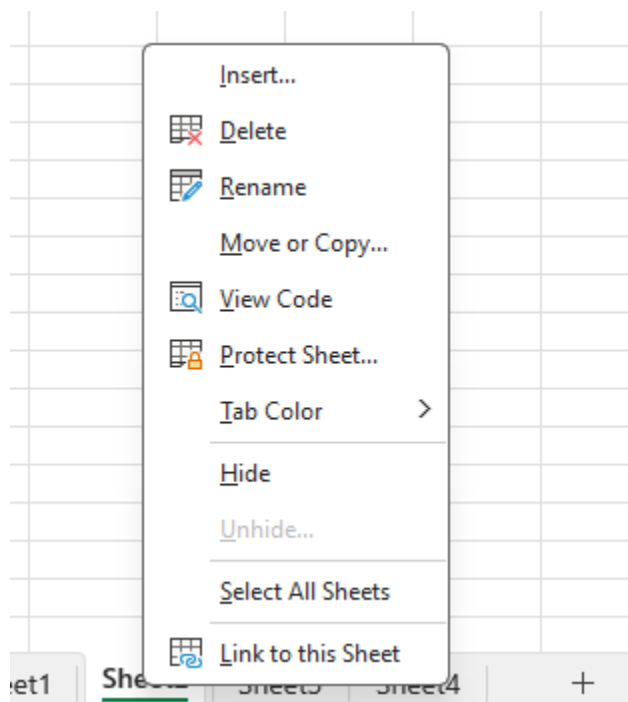 Insert...
Delete
Rename
Move or Copy...
View Code
Protect Sheet...
Tab Color
Hide
Unhide...
Select All Sheets
Link to this Sheet